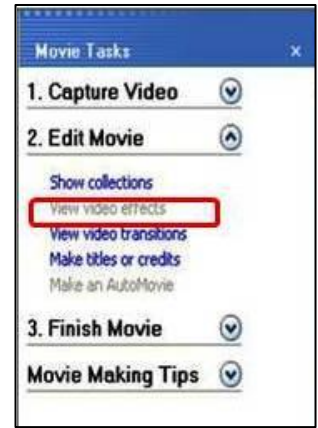 Movie Tasks
1. Capture Video
2. Edit Movie
Show collections
View video effects
View video transitions
Make titles or credits
Make an AutoMovie
3. Finish Movie
Movie Making Tips